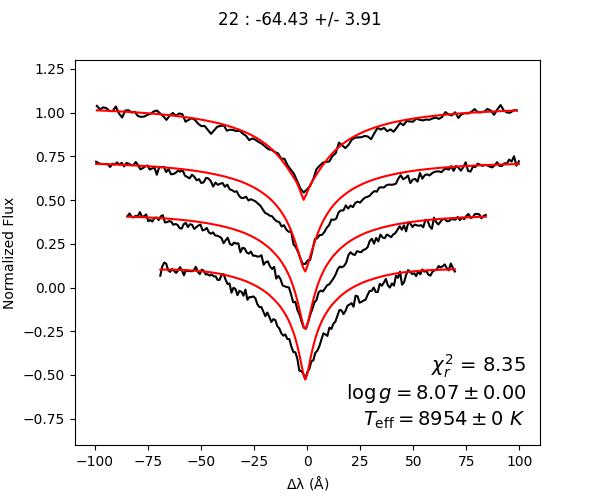 22 : -64.43 +/- 3.91
1.25
1.00
0.75
0.50
0.25
0.00
−0.25
−0.50
−0.75
Normalized Flux
χ²ᵣ = 8.35
log g = 8.07 ± 0.00
T_eff = 8954 ± 0 K
−100 −75 −50 −25 0 25 50 75 100
Δλ (Å)